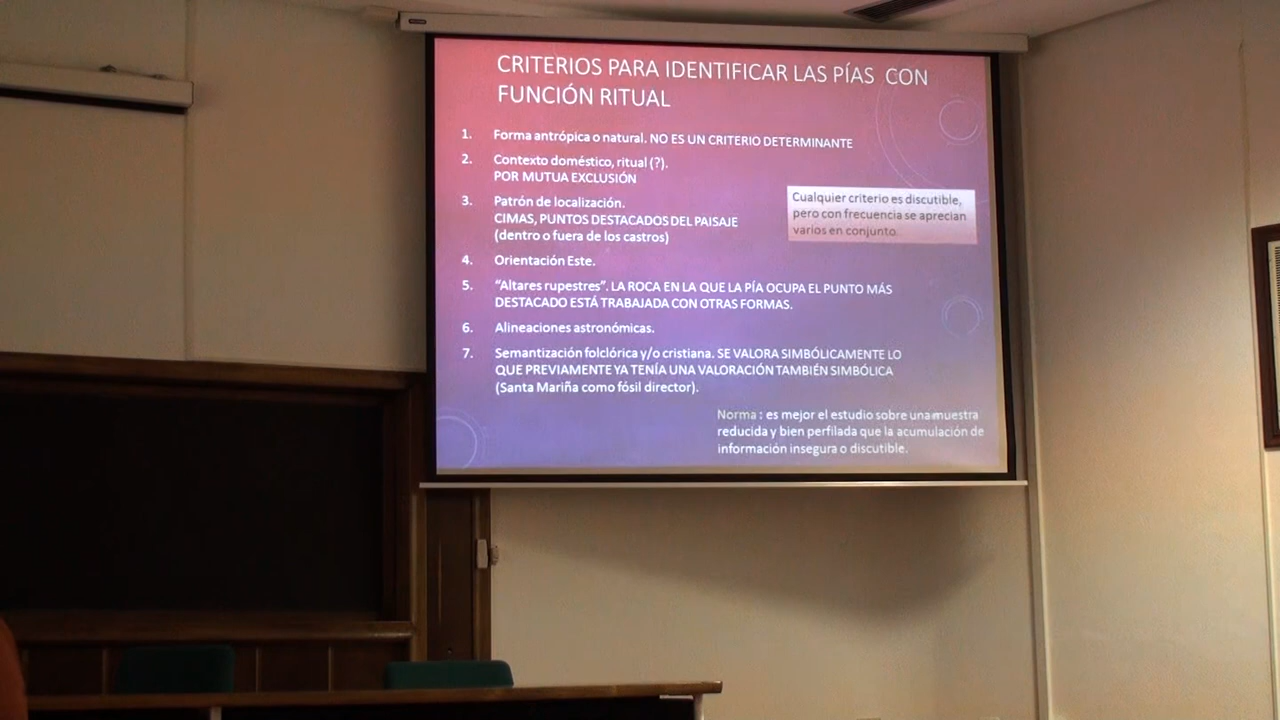 CRITERIOS PARA IDENTIFICAR LAS PÍAS CON
FUNCIÓN RITUAL
1. Forma antrópica o natural. NO ES UN CRITERIO DETERMINANTE
2. Contexto doméstico, ritual (?).
POR MUTUA EXCLUSIÓN
3. Patrón de localización.
CIMAS, PUNTOS DESTACADOS DEL PAISAJE
(dentro o fuera de los castros)
Cualquier criterio es discutible,
pero con frecuencia se aprecian
varios en conjunto
4. Orientación Este.
5. “Altares rupestres”. LA ROCA EN LA QUE LA PÍA OCUPA EL PUNTO MÁS
DESTACADO ESTÁ TRABAJADA CON OTRAS FORMAS.
6. Alineaciones astronómicas.
7. Semantización folclórica y/o cristiana. SE VALORA SIMBÓLICAMENTE LO
QUE PREVIAMENTE YA TENÍA UNA VALORACIÓN TAMBIÉN SIMBÓLICA
(Santa Mariña como fósil director).
Norma : es mejor el estudio sobre una muestra
reducida y bien perfilada que la acumulación de
información insegura o discutible.